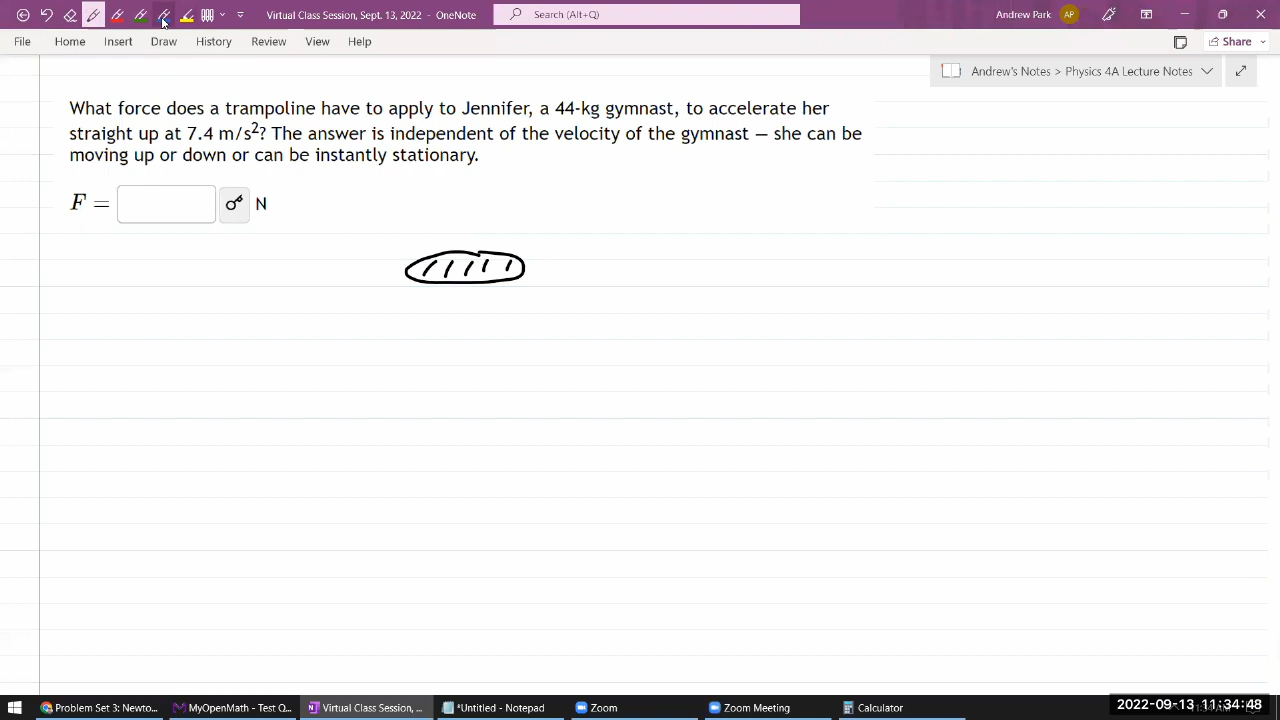 Virtual Class Session, Sept. 13, 2022 - OneNote
Search (Alt+Q)
Andrew Park
AP
File Home Insert Draw History Review View Help
Share
Andrew's Notes > Physics 4A Lecture Notes
What force does a trampoline have to apply to Jennifer, a 44-kg gymnast, to accelerate her
straight up at 7.4 m/s²? The answer is independent of the velocity of the gymnast — she can be
moving up or down or can be instantly stationary.
F = N
Problem Set 3: Newto... MyOpenMath - Test Q... Virtual Class Session, ... *Untitled - Notepad Zoom Zoom Meeting Calculator
2022-09-13 11:34:48